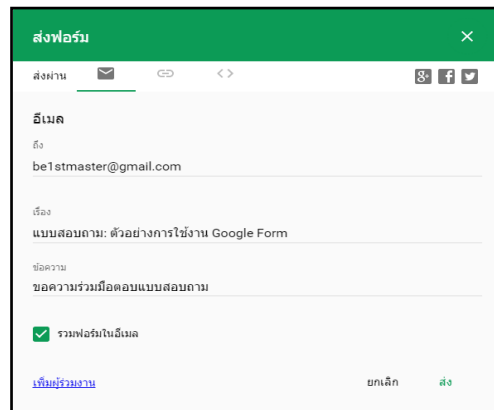 ส่งฟอร์ม
ส่งผ่าน
อีเมล
ถึง
be1stmaster@gmail.com
เรื่อง
แบบสอบถาม: ตัวอย่างการใช้งาน Google Form
ข้อความ
ขอความร่วมมือตอบแบบสอบถาม
รวมฟอร์มในอีเมล
เพิ่มผู้ร่วมงาน ยกเลิก ส่ง